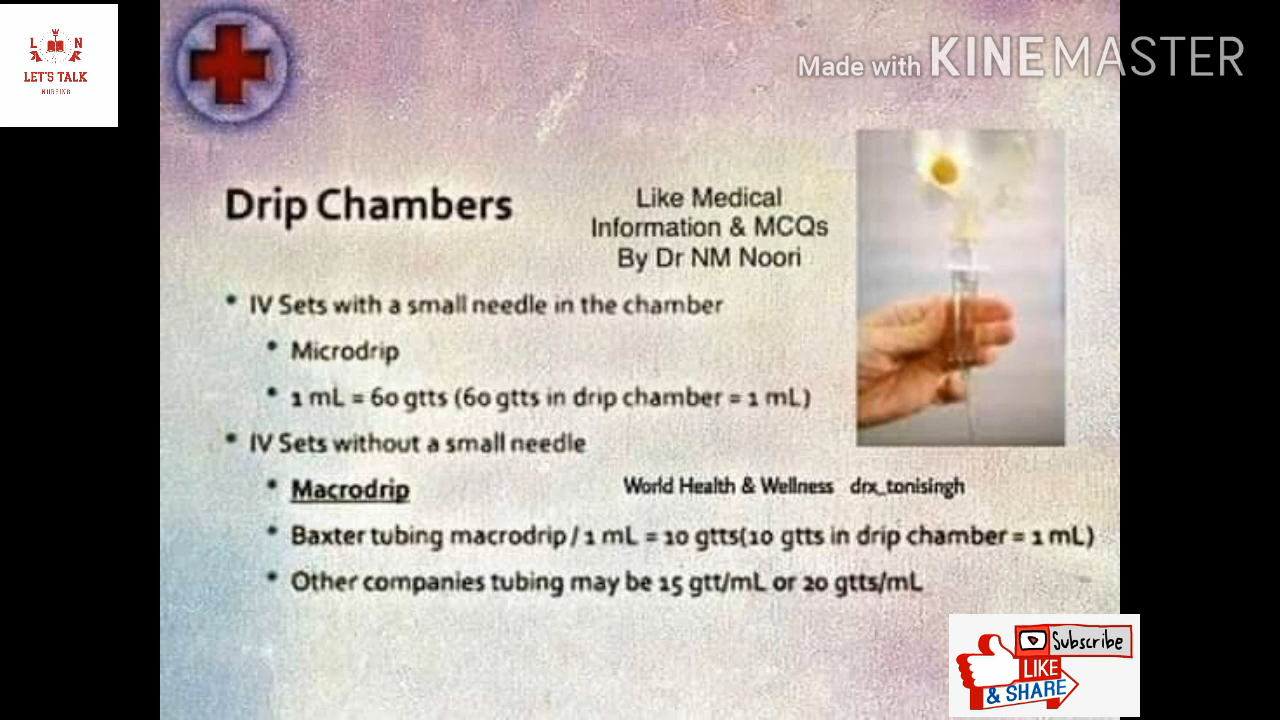 L N
LET'S TALK
NURSING
Made with KINEMASTER
Drip Chambers
Like Medical
Information & MCQs
By Dr NM Noori
• IV Sets with a small needle in the chamber
• Microdrip
• 1 mL = 60 gtts (60 gtts in drip chamber = 1 mL)
• IV Sets without a small needle
• Macrodrip
World Health & Wellness drx_tonisingh
• Baxter tubing macrodrip / 1 mL = 10 gtts(10 gtts in drip chamber = 1 mL)
• Other companies tubing may be 15 gtt/mL or 20 gtts/mL
Subscribe
LIKE
& SHARE